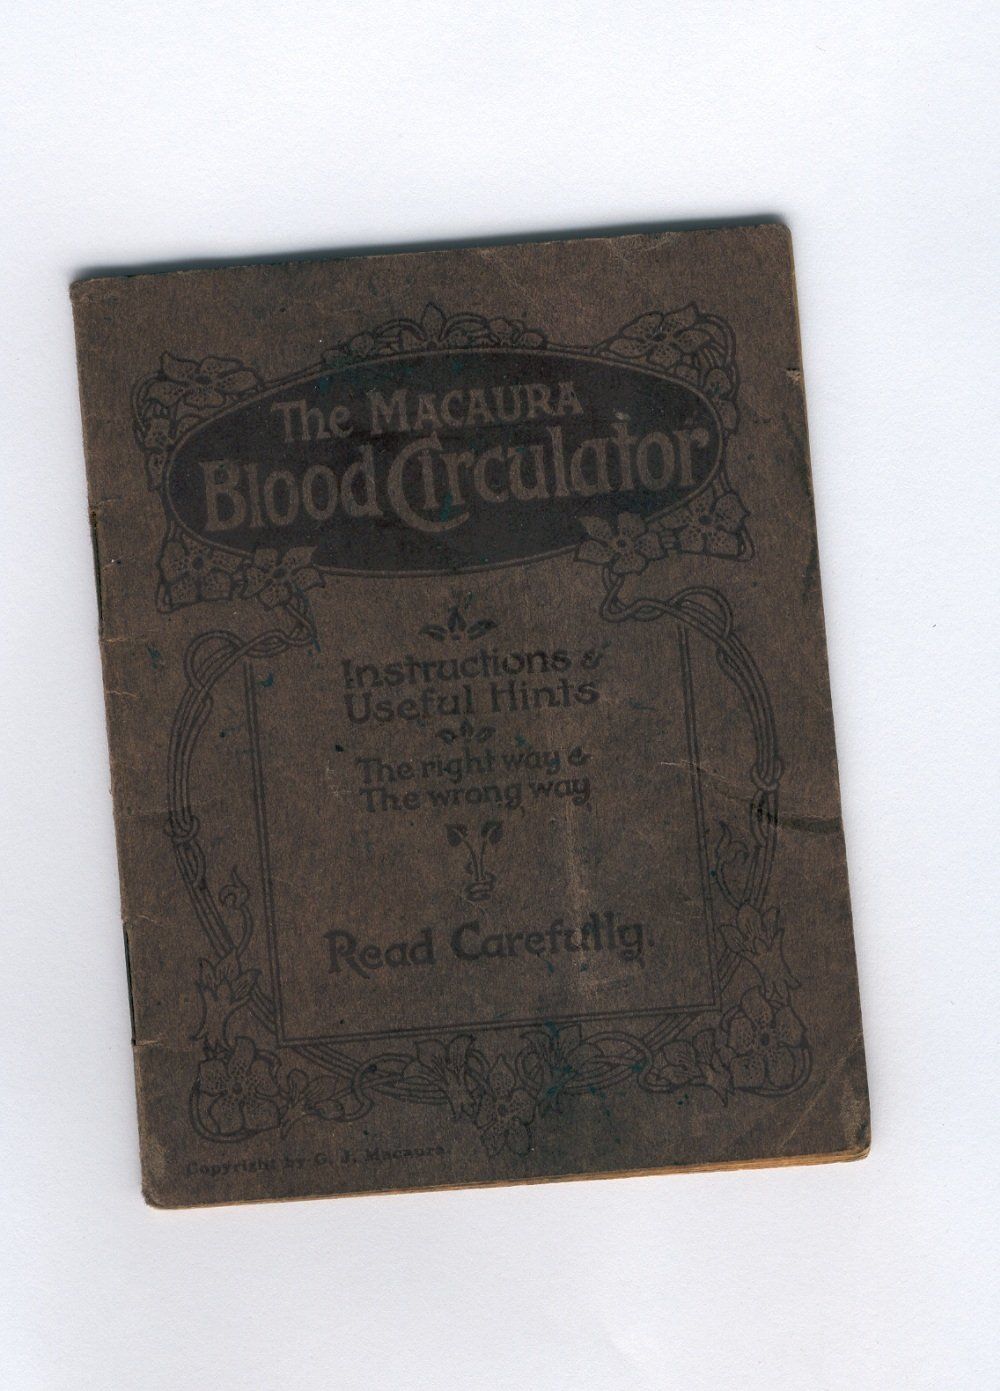 The MACAURA
Blood Circulator
Instructions &
Useful Hints
The right way &
The wrong way
Read Carefully.
Copyright by G. J. Macaura.